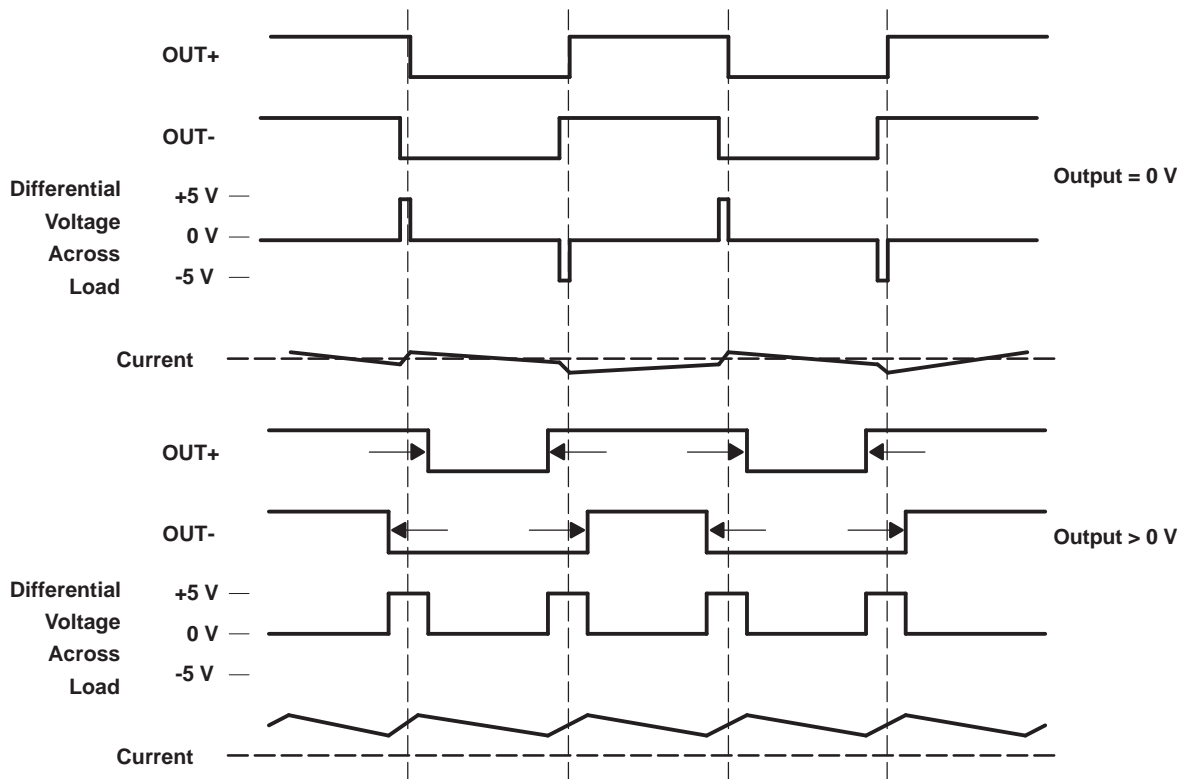 OUT+
OUT-
Output = 0 V
Differential
Voltage
Across
Load
+5 V
0 V
-5 V
Current
OUT+
OUT-
Output > 0 V
Differential
Voltage
Across
Load
+5 V
0 V
-5 V
Current